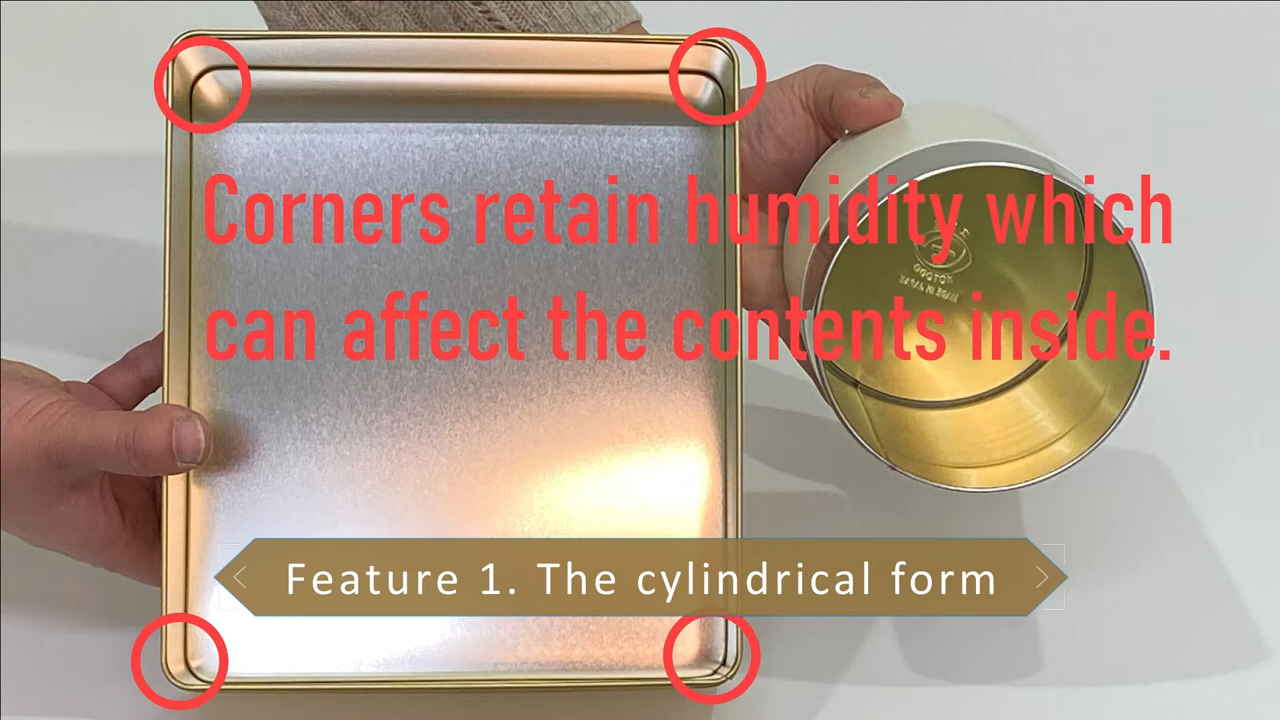 Corners retain humidity which
can affect the contents inside.
Feature 1. The cylindrical form